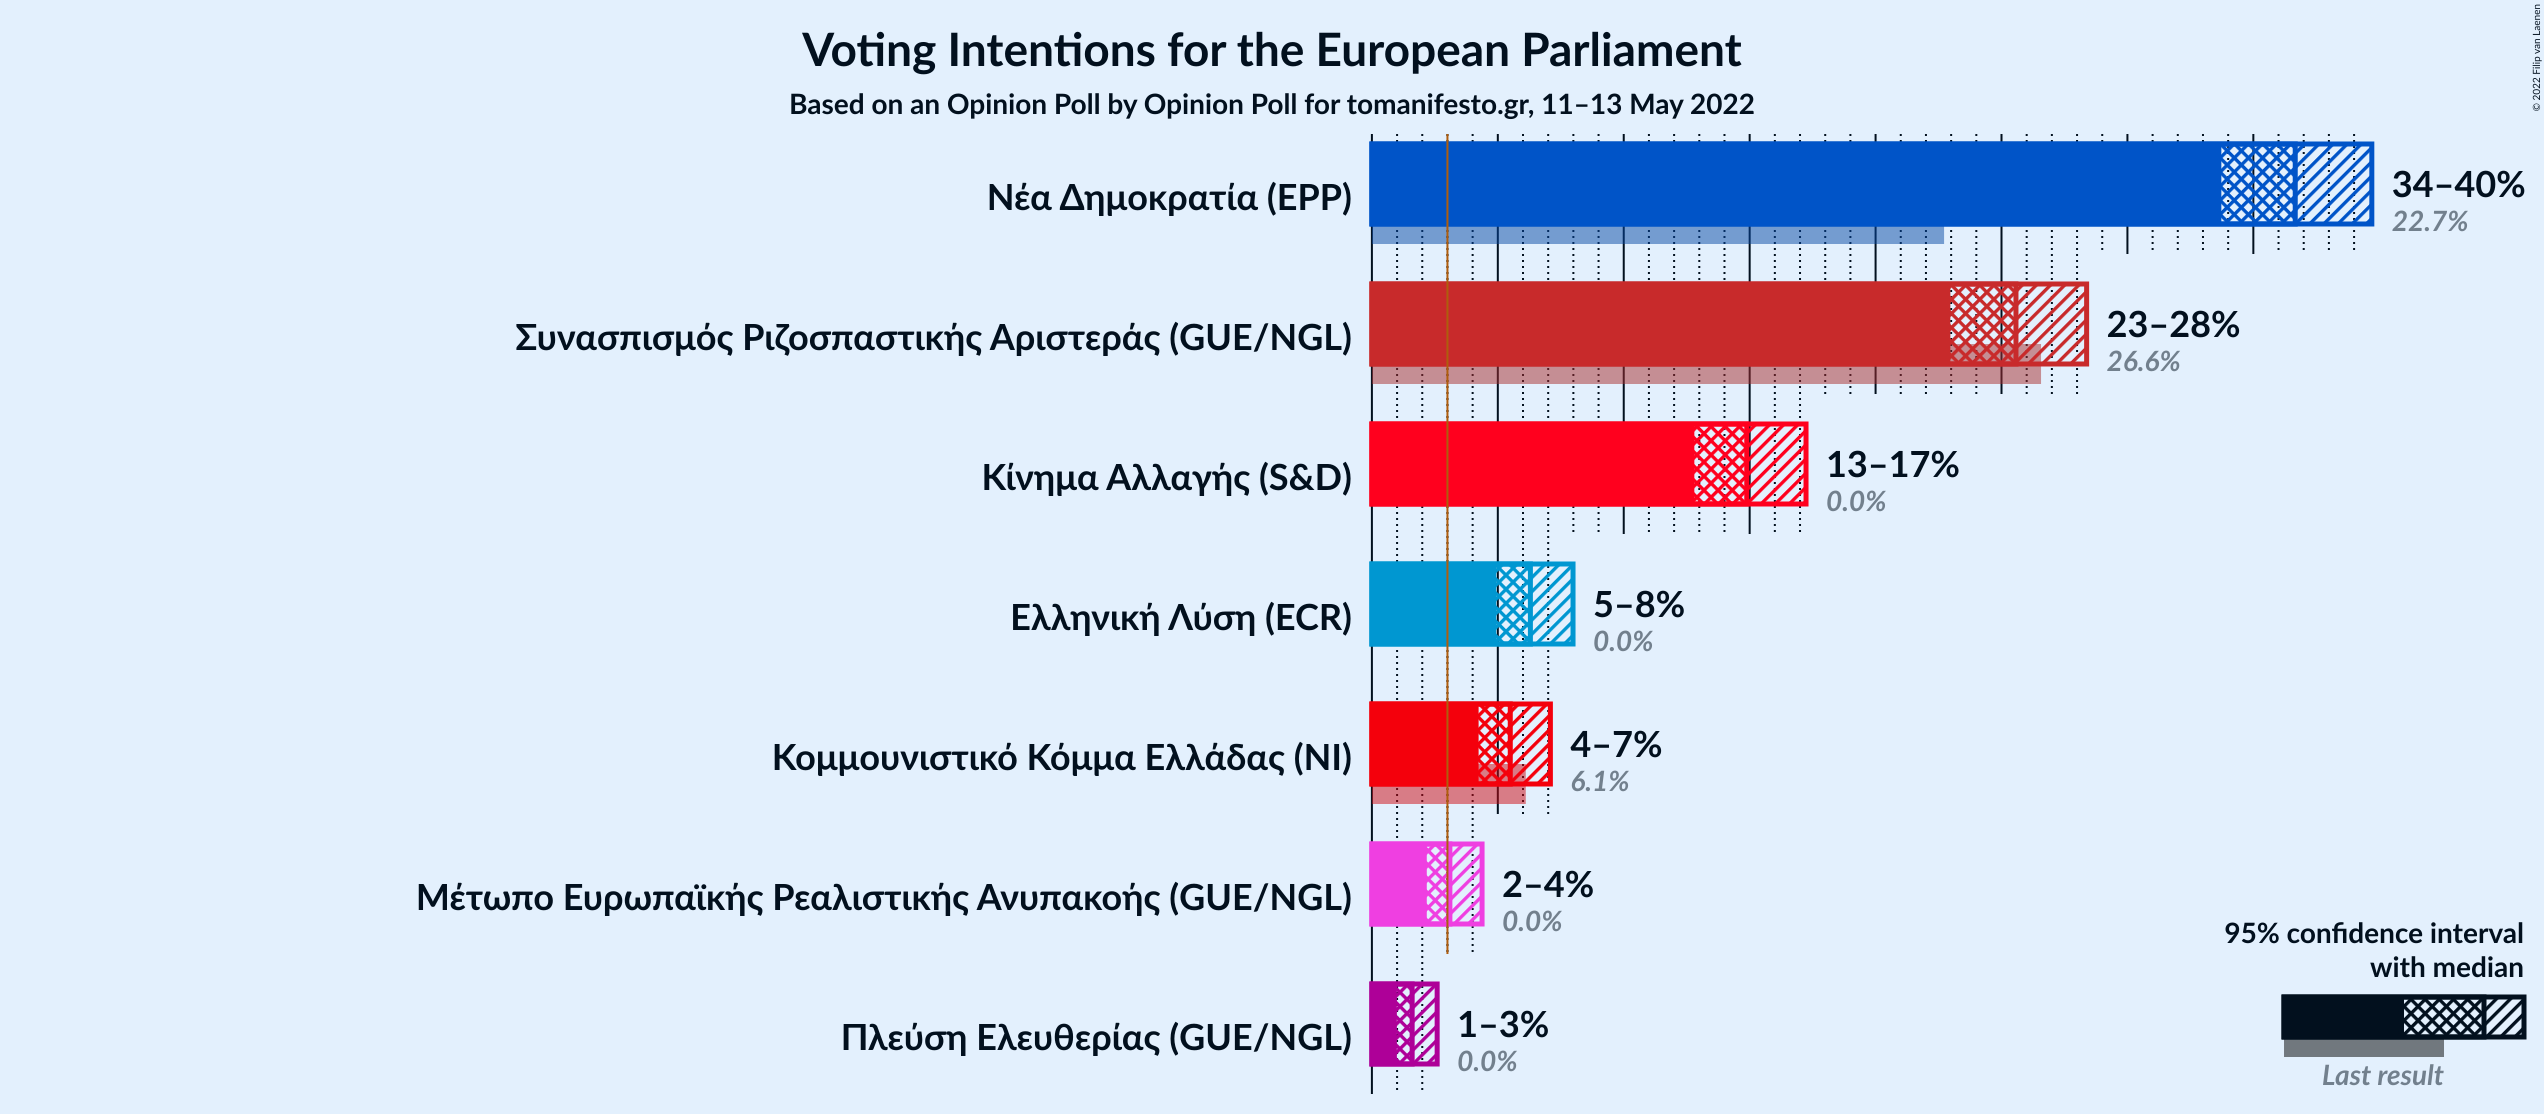 Voting Intentions for the European Parliament
Based on an Opinion Poll by Opinion Poll for tomanifesto.gr, 11–13 May 2022
© 2022 Filip van Laenen
Νέα Δημοκρατία (EPP)
34–40%
22.7%
Συνασπισμός Ριζοσπαστικής Αριστεράς (GUE/NGL)
23–28%
26.6%
Κίνημα Αλλαγής (S&D)
13–17%
0.0%
Ελληνική Λύση (ECR)
5–8%
0.0%
Κομμουνιστικό Κόμμα Ελλάδας (NI)
4–7%
6.1%
Μέτωπο Ευρωπαϊκής Ρεαλιστικής Ανυπακοής (GUE/NGL)
2–4%
0.0%
Πλεύση Ελευθερίας (GUE/NGL)
1–3%
0.0%
95% confidence interval
with median
Last result